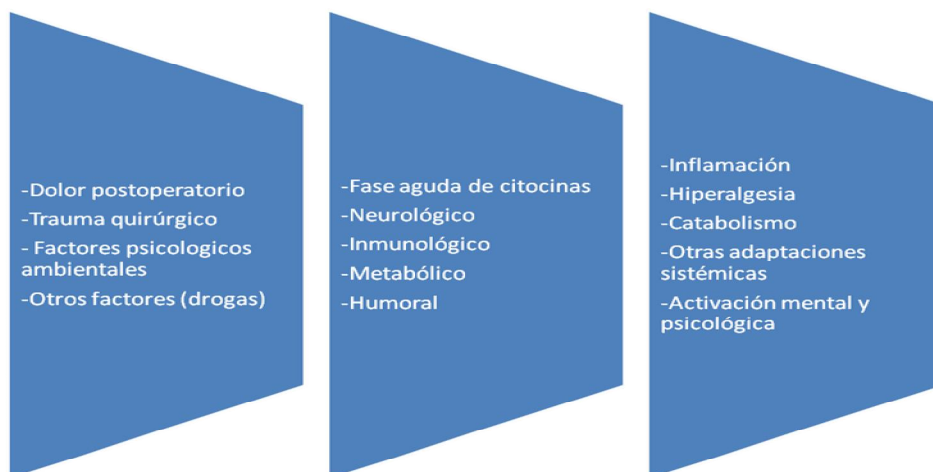 -Dolor postoperatorio
-Trauma quirúrgico
- Factores psicologicos
ambientales
-Otros factores (drogas)
-Fase aguda de citocinas
-Neurológico
-Inmunológico
-Metabólico
-Humoral
-Inflamación
-Hiperalgesia
-Catabolismo
-Otras adaptaciones
sistémicas
-Activación mental y
psicológica